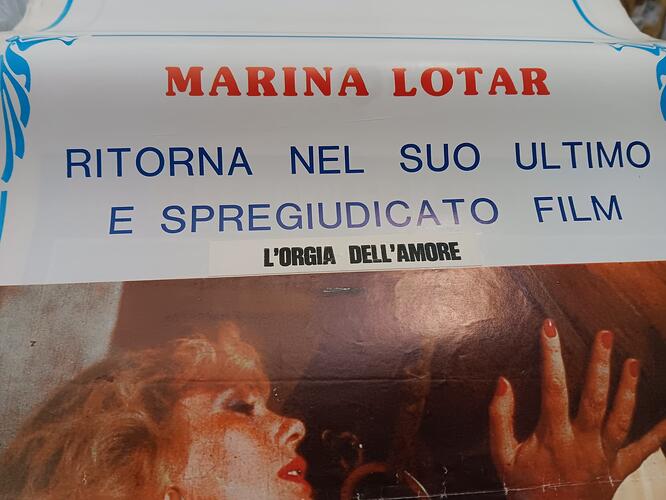 MARINA LOTAR
RITORNA NEL SUO ULTIMO
E SPREGIUDICATO FILM
L'ORGIA DELL'AMORE